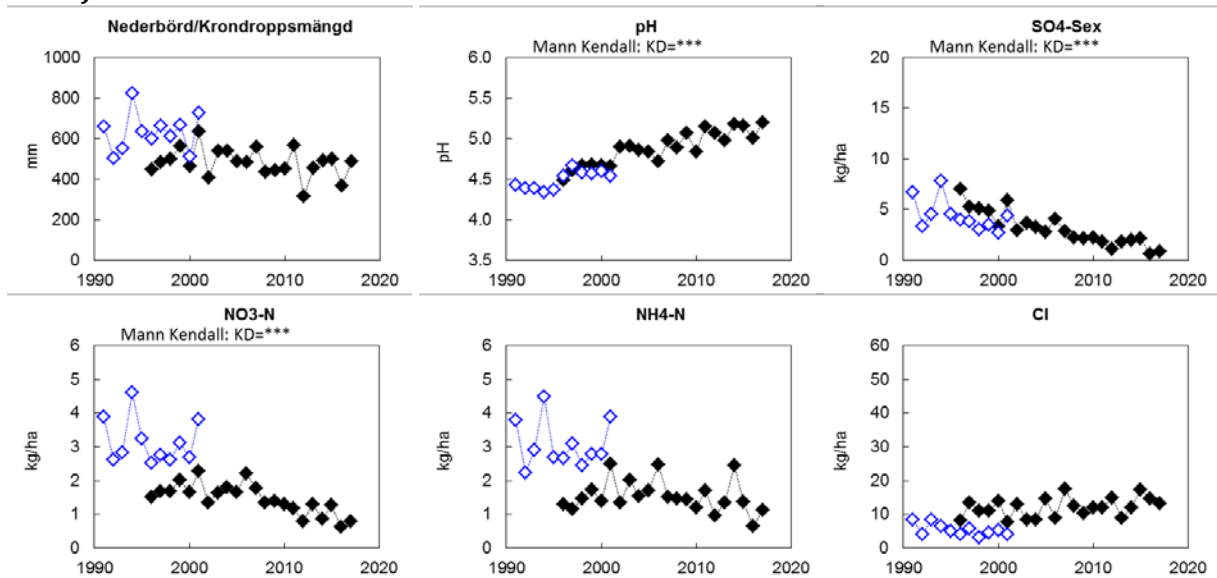 Nederbörd/Krondroppsmängd
1000
800
600
400
200
0
mm
1990 2000 2010 2020
pH
Mann Kendall: KD=***
6.0
5.5
5.0
4.5
4.0
3.5
pH
1990 2000 2010 2020
SO4-Sex
Mann Kendall: KD=***
20
15
10
5
0
kg/ha
1990 2000 2010 2020
NO3-N
Mann Kendall: KD=***
6
5
4
3
2
1
0
kg/ha
1990 2000 2010 2020
NH4-N
6
5
4
3
2
1
0
kg/ha
1990 2000 2010 2020
Cl
60
50
40
30
20
10
0
kg/ha
1990 2000 2010 2020